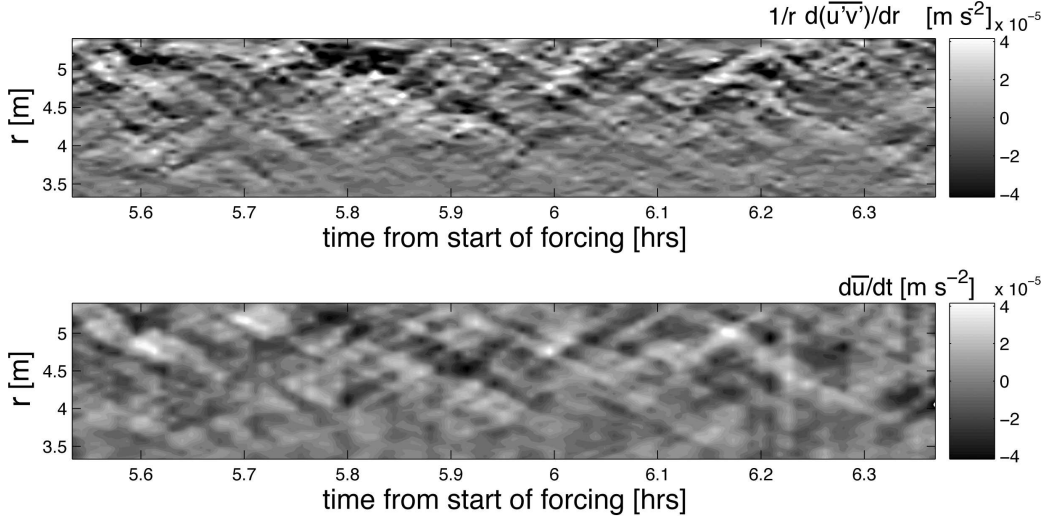 1/r d(u'v')/dr [m s⁻²] x 10⁻⁵
5
4.5
4
3.5
r [m]
4
2
0
−2
−4
5.6 5.7 5.8 5.9 6 6.1 6.2 6.3
time from start of forcing [hrs]
du/dt [m s⁻²] x 10⁻⁵
5
4.5
4
3.5
r [m]
4
2
0
−2
−4
5.6 5.7 5.8 5.9 6 6.1 6.2 6.3
time from start of forcing [hrs]